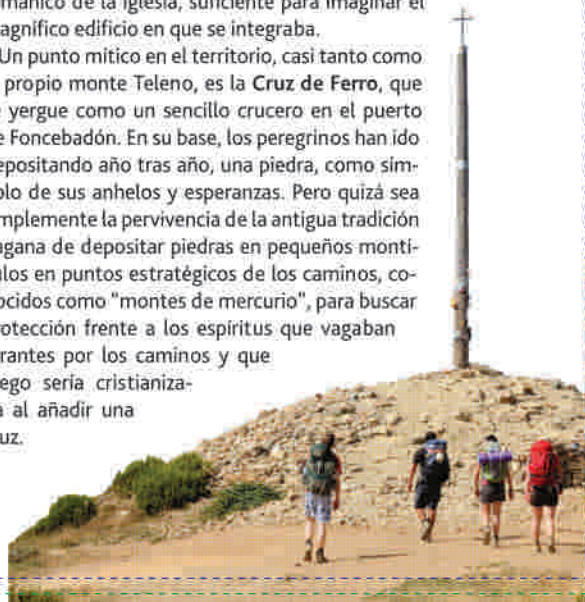 mánico de la iglesia, suficiente para imaginar el
agnífico edificio en que se integraba.
Un punto mítico en el territorio, casi tanto como
propio monte Teleno, es la Cruz de Ferro, que
yergue como un sencillo crucero en el puerto
e Foncebadón. En su base, los peregrinos han ido
epositando año tras año, una piedra, como sím-
olo de sus anhelos y esperanzas. Pero quizá sea
mplemente la pervivencia de la antigua tradición
agana de depositar piedras en pequeños montí-
ulos en puntos estratégicos de los caminos, co-
ocidos como "montes de mercurio", para buscar
rotección frente a los espíritus que vagaban
rantes por los caminos y que
ego sería cristianiza-
a al añadir una
uz.